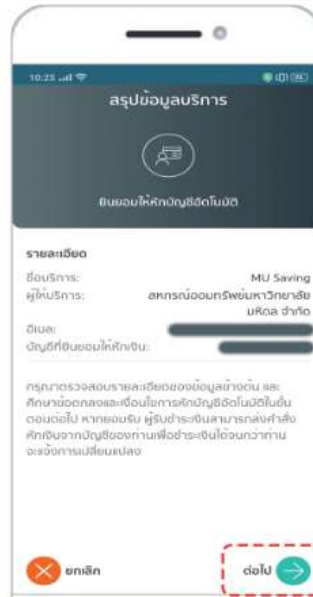 10:25
สรุปข้อมูลบริการ
ยินยอมให้หักบัญชีอัตโนมัติ
รายละเอียด
ชื่อบริการ: MU Saving
ผู้ให้บริการ: สหกรณ์ออมทรัพย์มหาวิทยาลัย
มหิดล จำกัด
อีเมล:
บัญชีที่ยินยอมให้หักเงิน:
กรุณาตรวจสอบรายละเอียดของข้อมูลข้างต้น และ
ศึกษาข้อตกลงและเงื่อนไขการหักบัญชีอัตโนมัติในขั้น
ตอนต่อไป หากยอมรับ ผู้รับชำระเงินสามารถส่งคำสั่ง
หักเงินจากบัญชีของท่านเพื่อชำระเงินได้จนกว่าท่าน
จะแจ้งการเปลี่ยนแปลง
ยกเลิก ต่อไป